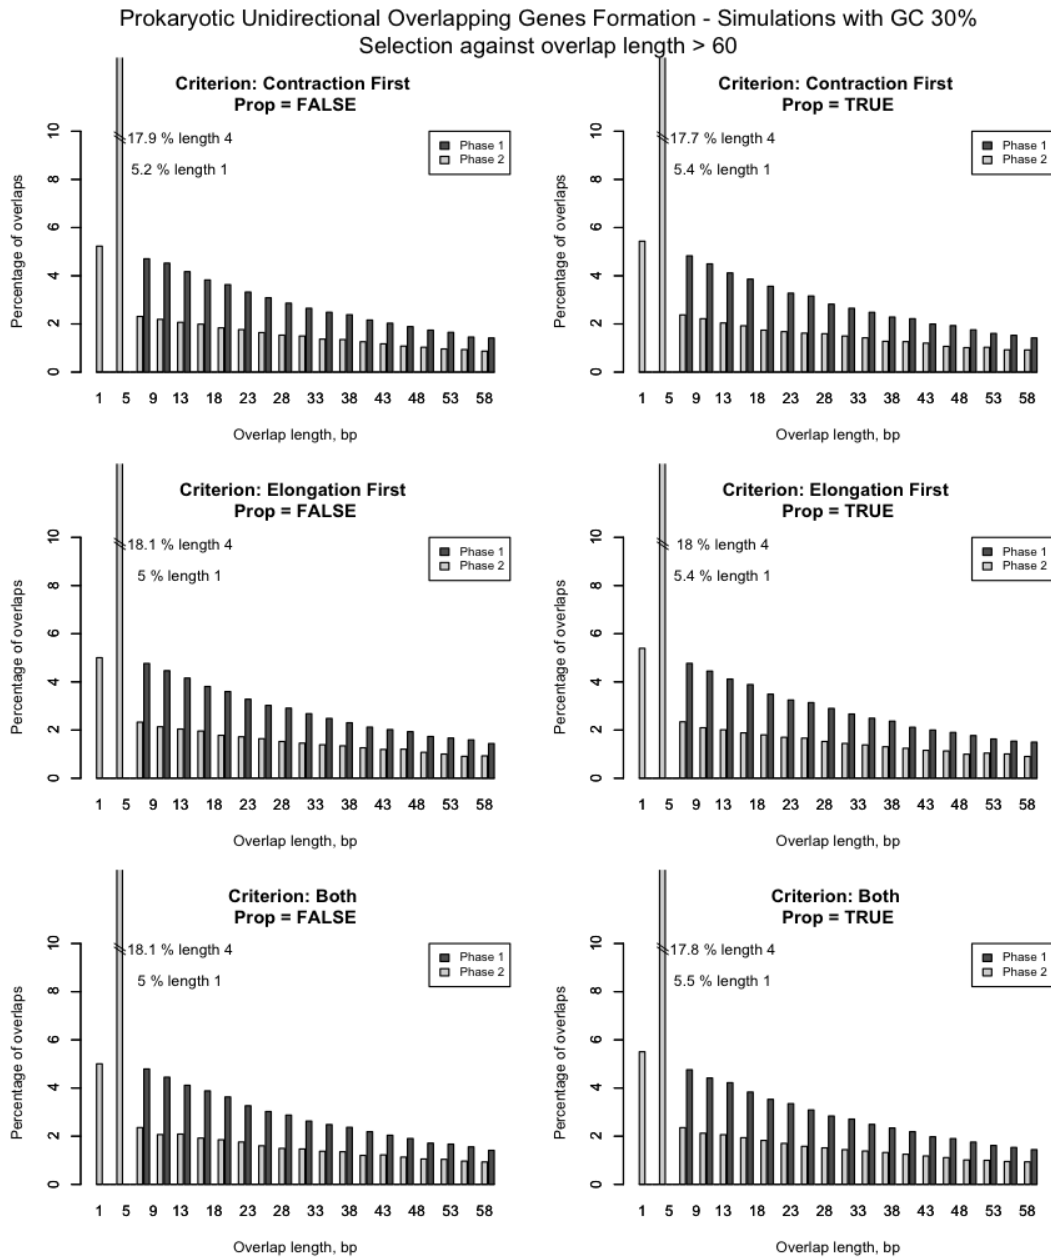 Prokaryotic Unidirectional Overlapping Genes Formation - Simulations with GC 30%
Selection against overlap length > 60
Criterion: Contraction First
Prop = FALSE
17.9 % length 4
5.2 % length 1
Phase 1
Phase 2
Percentage of overlaps
0 2 4 6 8 10
1 5 9 13 18 23 28 33 38 43 48 53 58
Overlap length, bp
Criterion: Contraction First
Prop = TRUE
17.7 % length 4
5.4 % length 1
Phase 1
Phase 2
Percentage of overlaps
0 2 4 6 8 10
1 5 9 13 18 23 28 33 38 43 48 53 58
Overlap length, bp
Criterion: Elongation First
Prop = FALSE
18.1 % length 4
5 % length 1
Phase 1
Phase 2
Percentage of overlaps
0 2 4 6 8 10
1 5 9 13 18 23 28 33 38 43 48 53 58
Overlap length, bp
Criterion: Elongation First
Prop = TRUE
18 % length 4
5.4 % length 1
Phase 1
Phase 2
Percentage of overlaps
0 2 4 6 8 10
1 5 9 13 18 23 28 33 38 43 48 53 58
Overlap length, bp
Criterion: Both
Prop = FALSE
18.1 % length 4
5 % length 1
Phase 1
Phase 2
Percentage of overlaps
0 2 4 6 8 10
1 5 9 13 18 23 28 33 38 43 48 53 58
Overlap length, bp
Criterion: Both
Prop = TRUE
17.8 % length 4
5.5 % length 1
Phase 1
Phase 2
Percentage of overlaps
0 2 4 6 8 10
1 5 9 13 18 23 28 33 38 43 48 53 58
Overlap length, bp